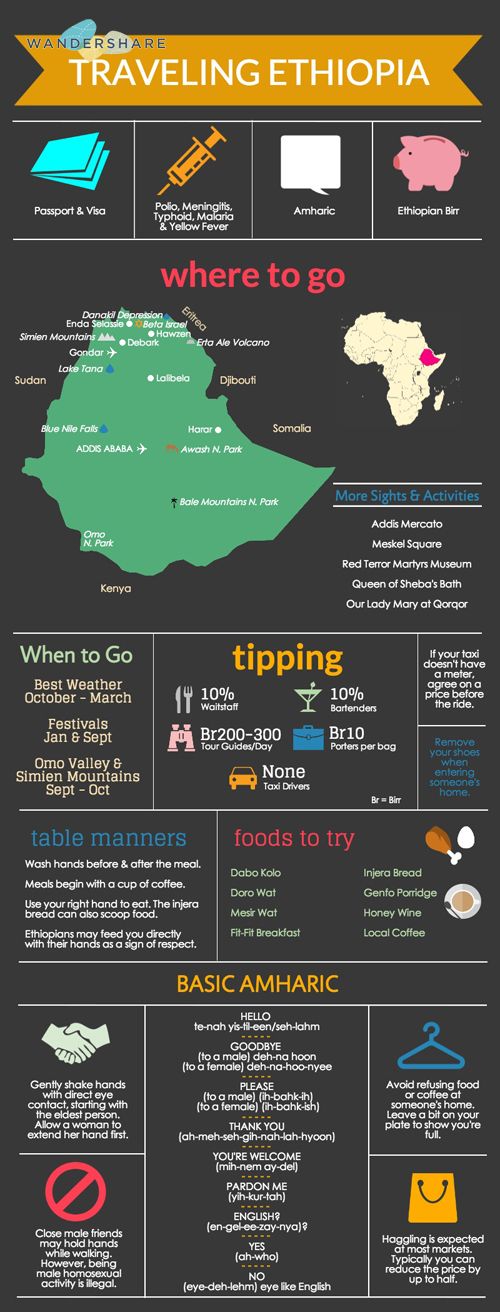 WANDERSHARE
TRAVELING ETHIOPIA
Passport & Visa
Polio, Meningitis,
Typhoid, Malaria
& Yellow Fever
Amharic
Ethiopian Birr
where to go
Danakil Depression
Eritrea
Enda Selassie
Beta Israel
Simien Mountains
Hawzen
Debark
Erta Ale Volcano
Gondar
Lake Tana
Sudan
Lalibela
Djibouti
Blue Nile Falls
Harar
Somalia
ADDIS ABABA
Awash N. Park
Bale Mountains N. Park
Omo
N. Park
Kenya
More Sights & Activities
Addis Mercato
Meskel Square
Red Terror Martyrs Museum
Queen of Sheba's Bath
Our Lady Mary at Qorqor
When to Go
Best Weather
October - March
Festivals
Jan & Sept
Omo Valley &
Simien Mountains
Sept - Oct
tipping
10%
Waitstaff
10%
Bartenders
Br200-300
Tour Guides/Day
Br10
Porters per bag
None
Taxi Drivers
Br = Birr
If your taxi
doesn't have
a meter,
agree on a
price before
the ride.
Remove
your shoes
when
entering
someone's
home.
table manners
Wash hands before & after the meal.
Meals begin with a cup of coffee.
Use your right hand to eat. The injera
bread can also scoop food.
Ethiopians may feed you directly
with their hands as a sign of respect.
foods to try
Dabo Kolo
Doro Wat
Mesir Wat
Fit-Fit Breakfast
Injera Bread
Genfo Porridge
Honey Wine
Local Coffee
BASIC AMHARIC
Gently shake hands
with direct eye
contact, starting with
the eldest person.
Allow a woman to
extend her hand first.
Close male friends
may hold hands
while walking.
However, being
male homosexual
activity is illegal.
HELLO
te-nah yis-til-een/seh-lahm
GOODBYE
(to a male) deh-na hoon
(to a female) deh-na-hoo-nyee
PLEASE
(to a male) (ih-bahk-ih)
(to a female) (ih-bahk-ish)
THANK YOU
(ah-meh-seh-gih-nah-lah-hyoon)
YOU'RE WELCOME
(mih-nem ay-del)
PARDON ME
(yih-kur-tah)
ENGLISH?
(en-gel-ee-zay-nya)?
YES
(ah-who)
NO
(eye-deh-lehm) eye like English
Avoid refusing food
or coffee at
someone's home.
Leave a bit on your
plate to show you're
full.
Haggling is expected
at most markets.
Typically you can
reduce the price by
up to half.